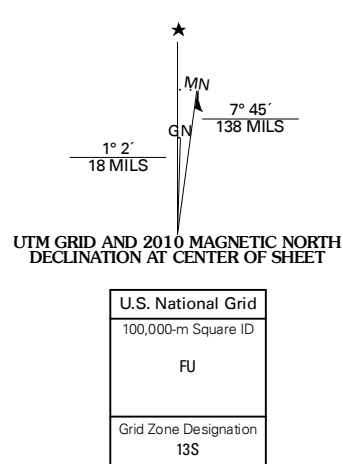 ★
MN
7° 45´
138 MILS
GN
1° 2´
18 MILS
UTM GRID AND 2010 MAGNETIC NORTH
DECLINATION AT CENTER OF SHEET
U.S. National Grid
100,000-m Square ID
FU
Grid Zone Designation
13S